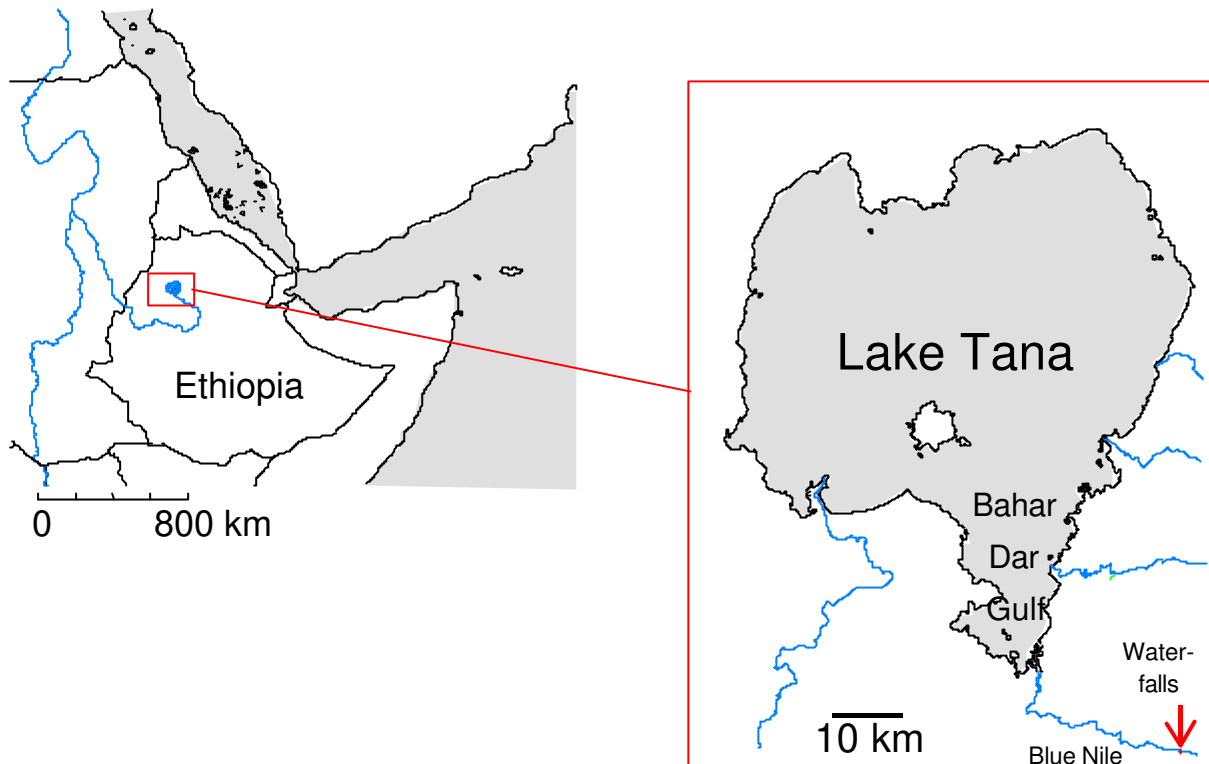 Ethiopia
0 800 km
Lake Tana
Bahar
Dar
Gulf
Water-
falls
10 km
Blue Nile